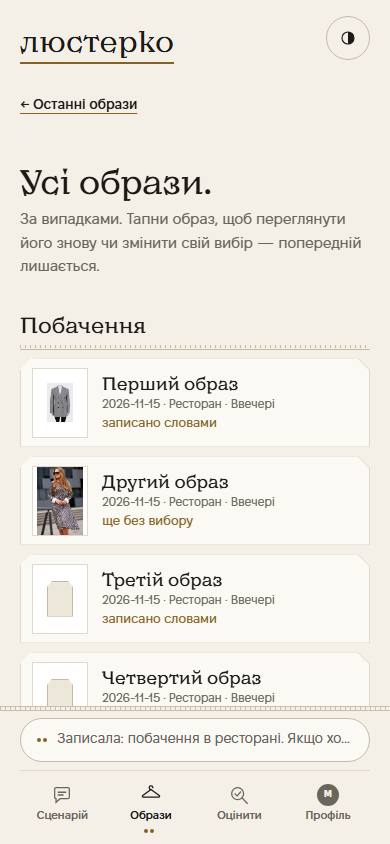 люстерко
← Останні образи
Усі образи.
За випадками. Тапни образ, щоб переглянути
його знову чи змінити свій вибір — попередній
лишається.
Побачення
Перший образ
2026-11-15 · Ресторан · Ввечері
записано словами
Другий образ
2026-11-15 · Ресторан · Ввечері
ще без вибору
Третій образ
2026-11-15 · Ресторан · Ввечері
записано словами
Четвертий образ
2026-11-15 · Ресторан · Ввечері
Записала: побачення в ресторані. Якщо хо...
Сценарій
Образи
Оцінити
М
Профіль